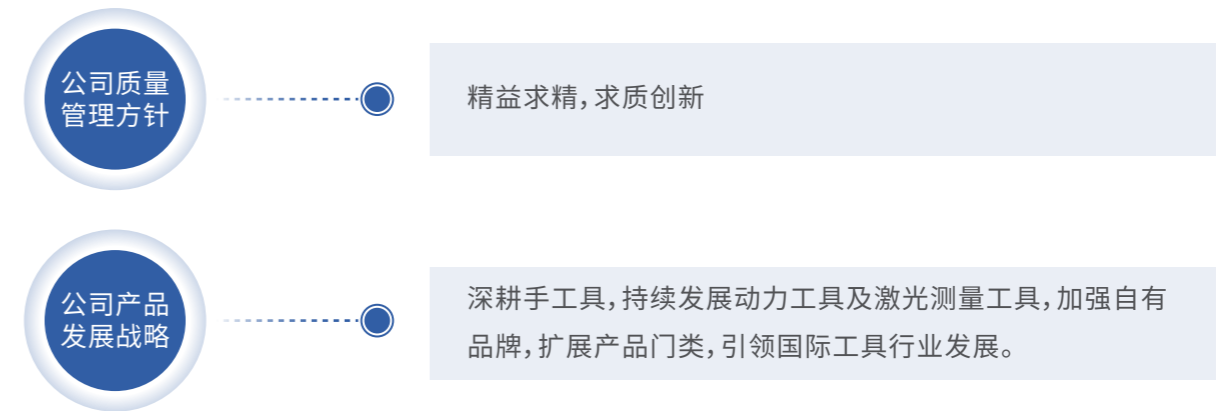 公司质量
管理方针
精益求精,求质创新
公司产品
发展战略
深耕手工具,持续发展动力工具及激光测量工具,加强自有
品牌,扩展产品门类,引领国际工具行业发展。